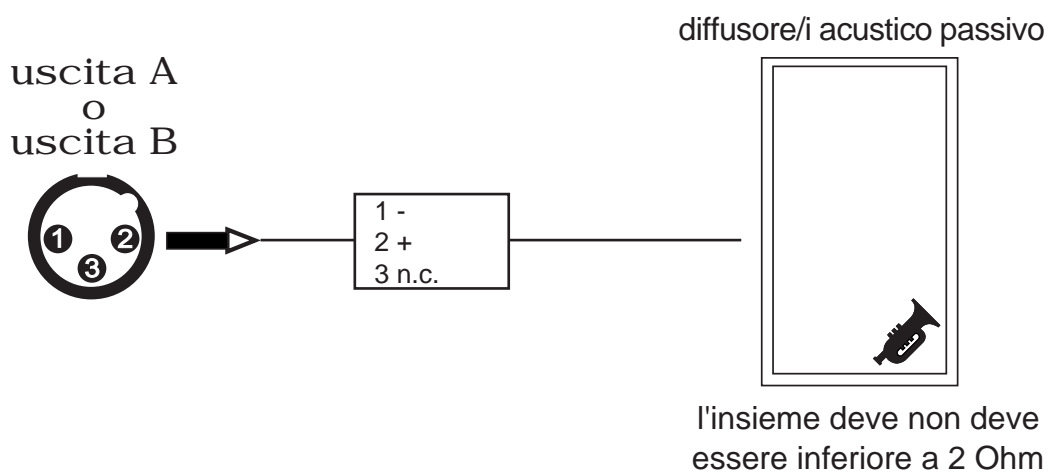 diffusore/i acustico passivo
uscita A
o
uscita B
1
2
3
1 -
2 +
3 n.c.
l'insieme deve non deve
essere inferiore a 2 Ohm